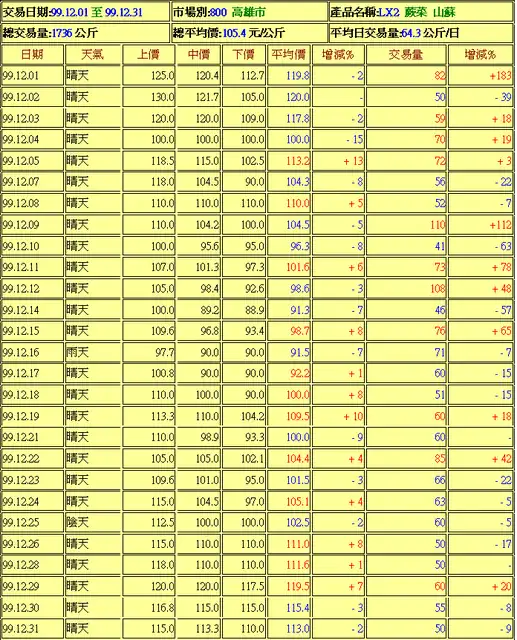 交易日期:99.12.01 至 99.12.31 市場別:800 高雄市 產品名稱:LX2 蕨菜 山蘇
總交易量:1736 公斤 總平均價:105.4 元/公斤 平均日交易量:64.3 公斤/日
日期 天氣 上價 中價 下價 平均價 增減% 交易量 增減%
99.12.01 晴天 125.0 120.4 112.7 119.8 - 2 82 +183
99.12.02 晴天 130.0 121.7 105.0 120.0 - 50 - 39
99.12.03 晴天 120.0 120.0 109.0 117.8 - 2 59 + 18
99.12.04 晴天 100.0 100.0 100.0 100.0 - 15 70 + 19
99.12.05 晴天 118.5 115.0 102.5 113.2 + 13 72 + 3
99.12.07 晴天 118.0 104.5 90.0 104.3 - 8 56 - 22
99.12.08 晴天 110.0 110.0 110.0 110.0 + 5 52 - 7
99.12.09 晴天 110.0 104.2 100.0 104.5 - 5 110 +112
99.12.10 晴天 100.0 95.6 95.0 96.3 - 8 41 - 63
99.12.11 晴天 107.0 101.3 97.3 101.6 + 6 73 + 78
99.12.12 晴天 105.0 98.4 92.6 98.6 - 3 108 + 48
99.12.14 晴天 100.0 89.2 88.9 91.3 - 7 46 - 57
99.12.15 晴天 109.6 96.8 93.4 98.7 + 8 76 + 65
99.12.16 雨天 97.7 90.0 90.0 91.5 - 7 71 - 7
99.12.17 晴天 100.8 90.0 90.0 92.2 + 1 60 - 15
99.12.18 晴天 110.0 100.0 90.0 100.0 + 8 51 - 15
99.12.19 晴天 113.3 110.0 104.2 109.5 + 10 60 + 18
99.12.21 晴天 110.0 98.9 93.3 100.0 - 9 60 -
99.12.22 晴天 105.0 105.0 102.1 104.4 + 4 85 + 42
99.12.23 晴天 109.6 101.0 95.0 101.5 - 3 66 - 22
99.12.24 晴天 115.0 104.5 97.0 105.1 + 4 63 - 5
99.12.25 陰天 112.5 100.0 100.0 102.5 - 2 60 - 5
99.12.26 晴天 115.0 110.0 110.0 111.0 + 8 50 - 17
99.12.28 晴天 118.0 110.0 110.0 111.6 + 1 50 -
99.12.29 晴天 120.0 120.0 117.5 119.5 + 7 60 + 20
99.12.30 晴天 116.8 115.0 115.0 115.4 - 3 55 - 8
99.12.31 晴天 115.0 113.3 110.0 113.0 - 2 50 - 9